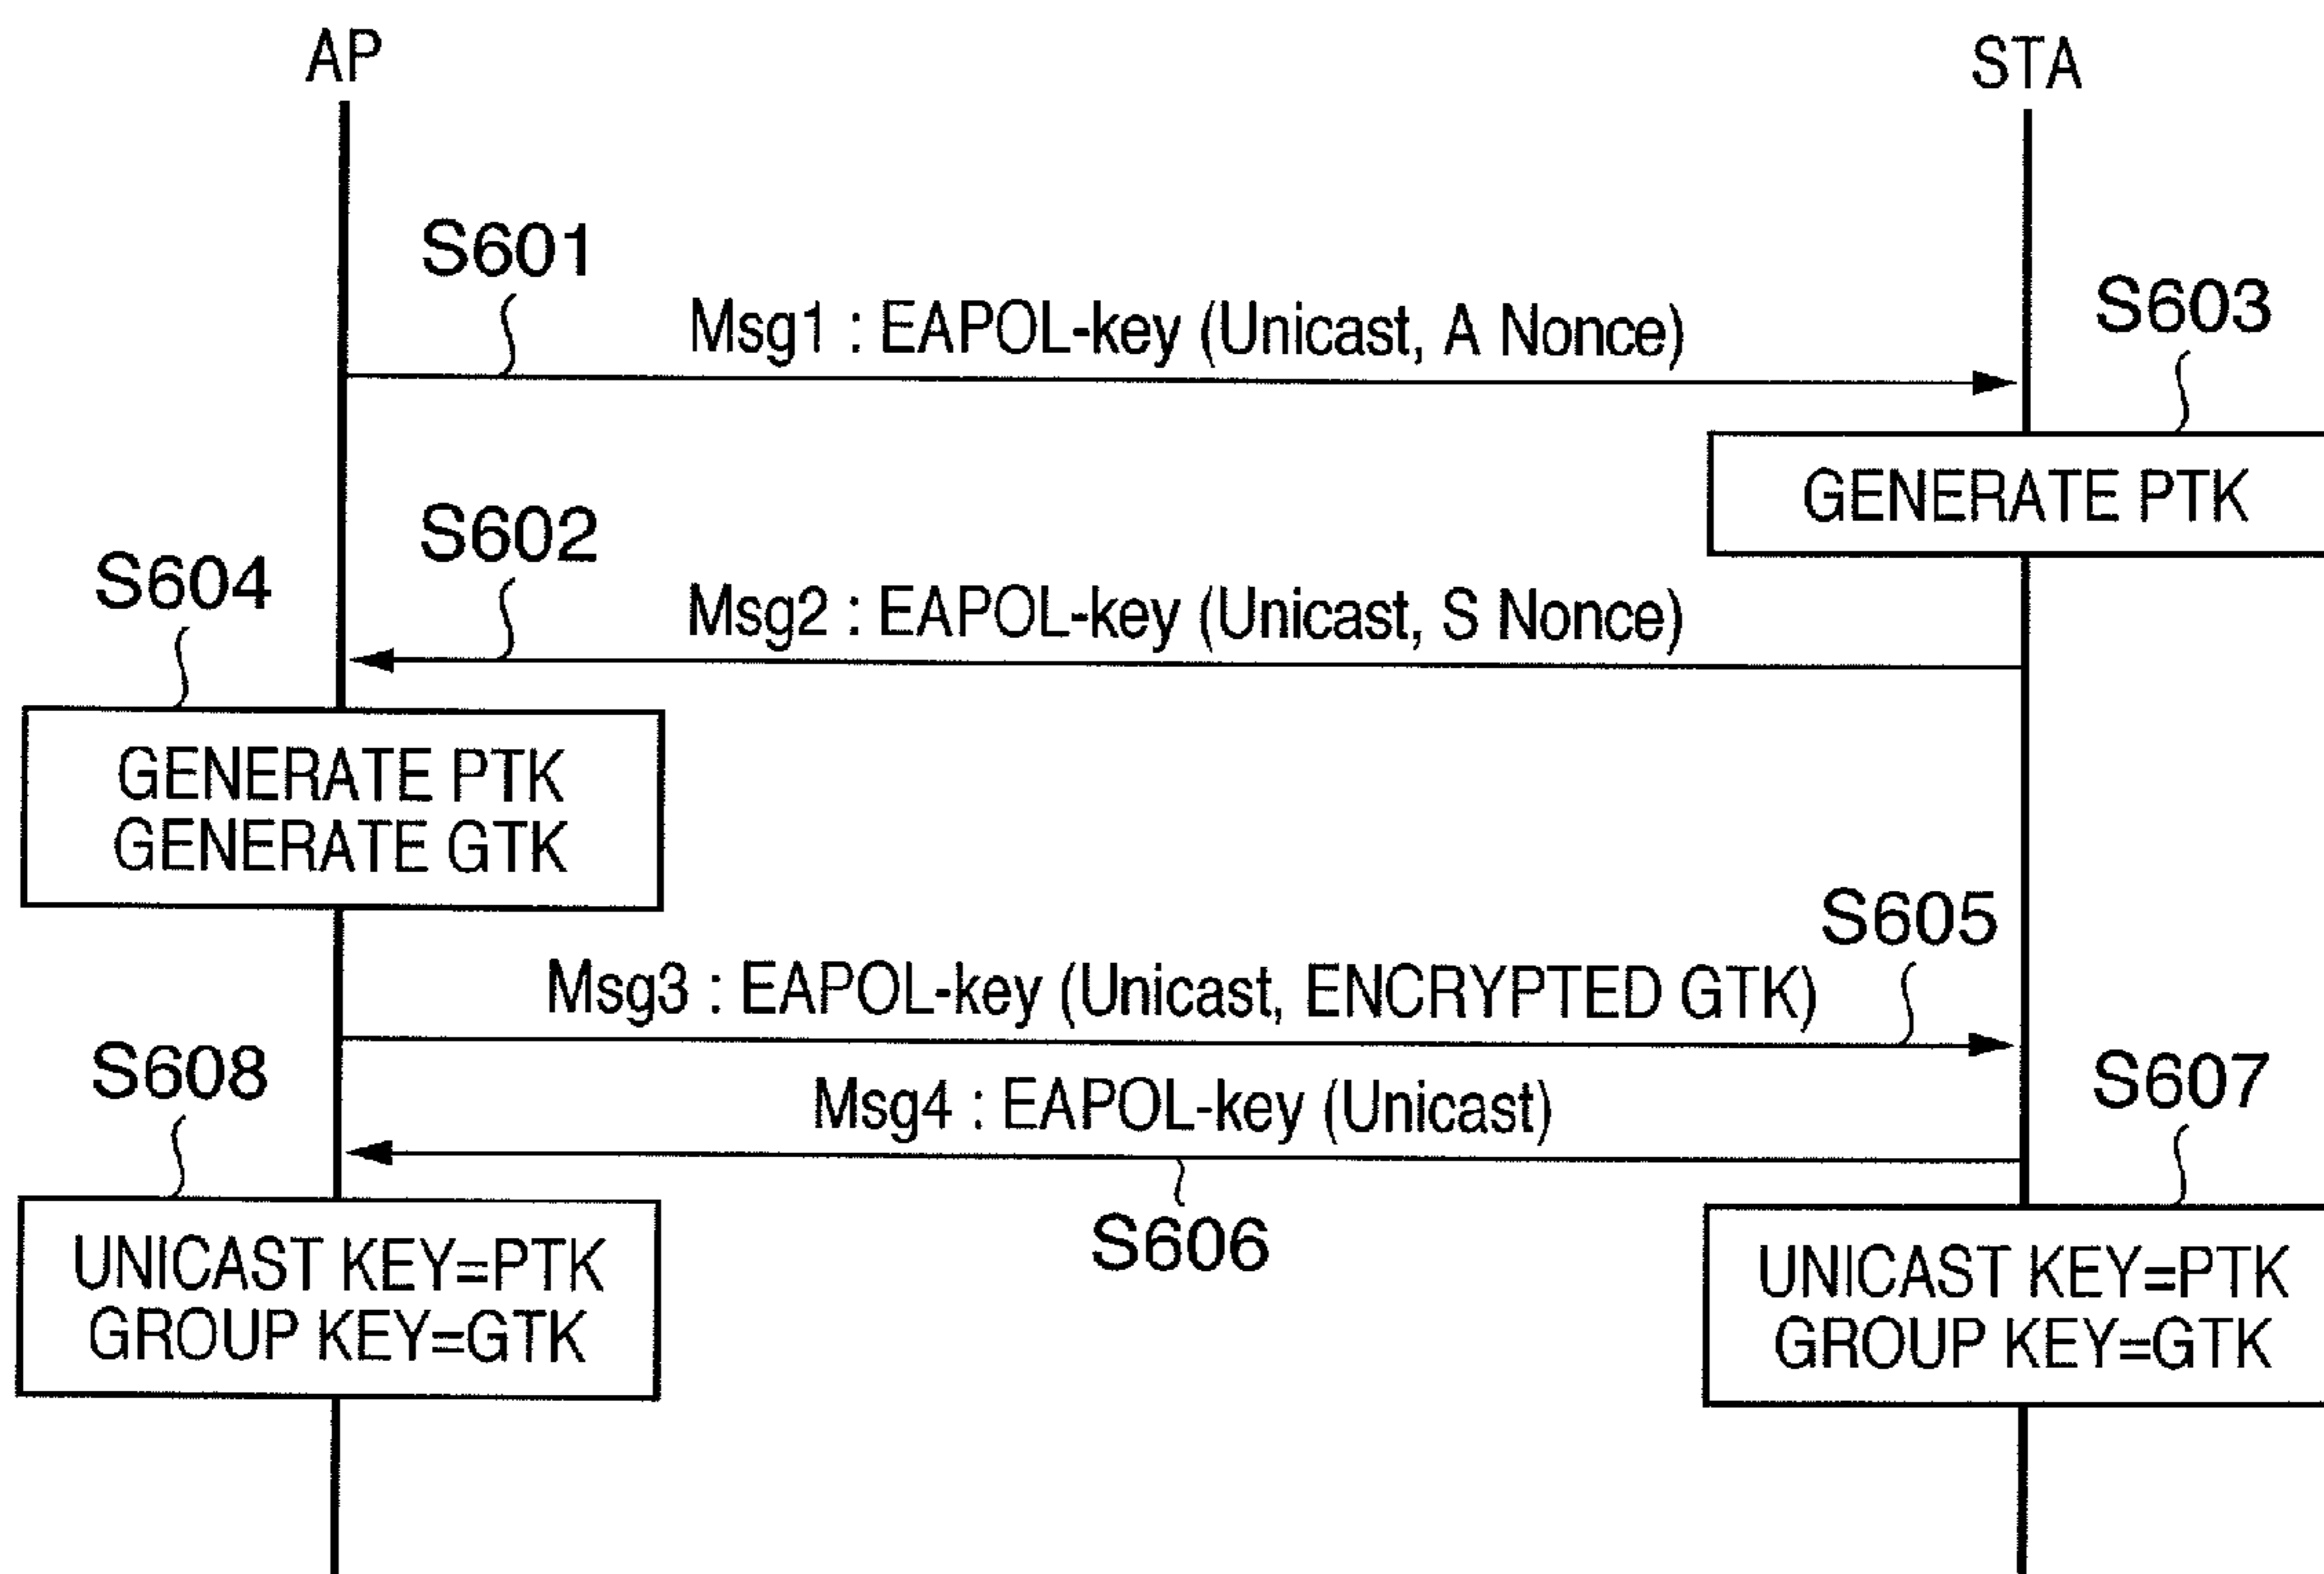 AP
STA
S601
Msg1 : EAPOL-key (Unicast, A Nonce)
S603
GENERATE PTK
S602
Msg2 : EAPOL-key (Unicast, S Nonce)
S604
GENERATE PTK
GENERATE GTK
S605
Msg3 : EAPOL-key (Unicast, ENCRYPTED GTK)
S608
Msg4 : EAPOL-key (Unicast)
S607
S606
UNICAST KEY=PTK
GROUP KEY=GTK
UNICAST KEY=PTK
GROUP KEY=GTK